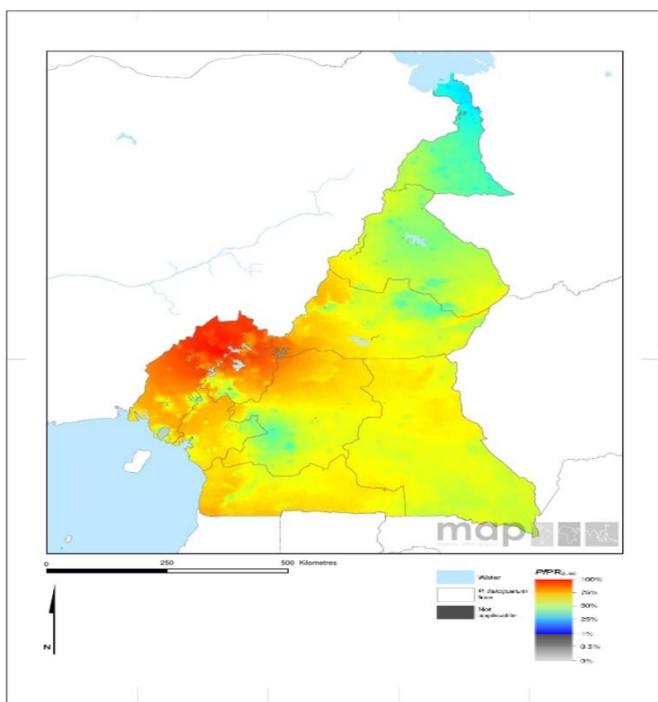 map
0
250
500 Kilometres
N
Water
P. falciparum
free
Not
applicable
PfPR
100%
75%
50%
25%
1%
0.5%
0%